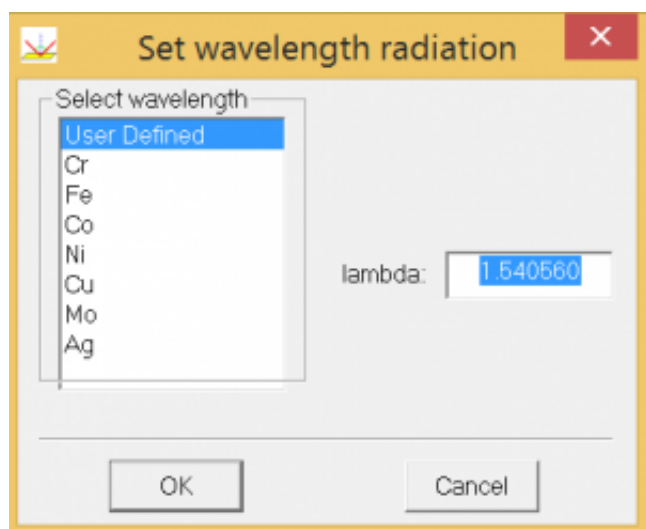 Set wavelength radiation
Select wavelength
User Defined
Cr
Fe
Co
Ni
Cu
Mo
Ag
lambda: 1.540560
OK Cancel